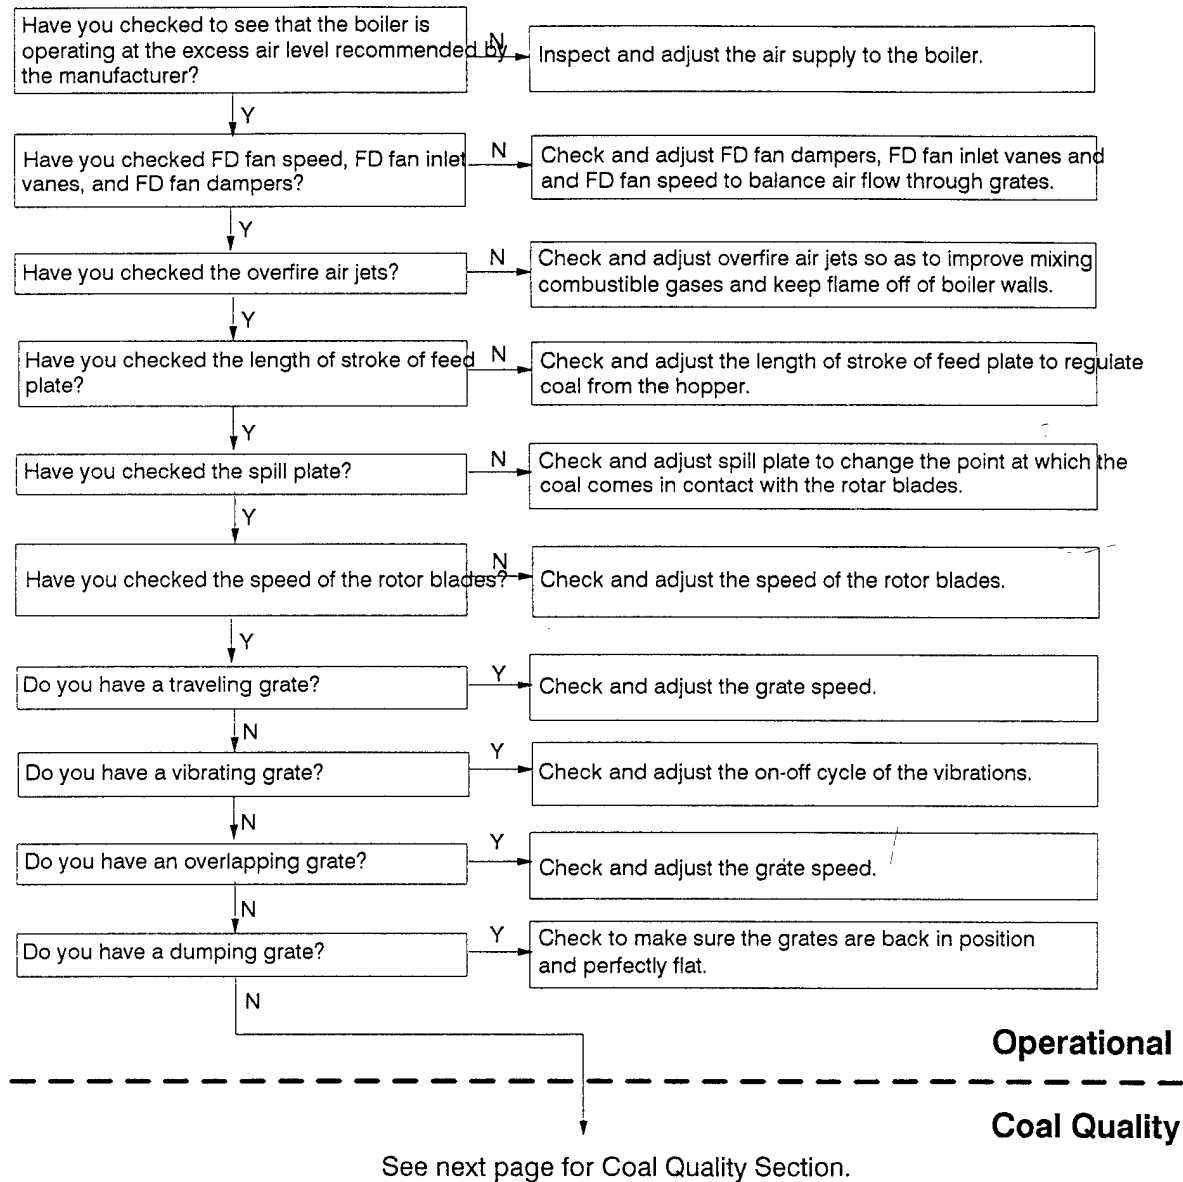 Have you checked to see that the boiler is
operating at the excess air level recommended by
the manufacturer?
N
Inspect and adjust the air supply to the boiler.
Y
Have you checked FD fan speed, FD fan inlet
vanes, and FD fan dampers?
N
Check and adjust FD fan dampers, FD fan inlet vanes and
and FD fan speed to balance air flow through grates.
Y
Have you checked the overfire air jets?
N
Check and adjust overfire air jets so as to improve mixing
combustible gases and keep flame off of boiler walls.
Y
Have you checked the length of stroke of feed
plate?
N
Check and adjust the length of stroke of feed plate to regulate
coal from the hopper.
Y
Have you checked the spill plate?
N
Check and adjust spill plate to change the point at which the
coal comes in contact with the rotar blades.
Y
Have you checked the speed of the rotor blades?
N
Check and adjust the speed of the rotor blades.
Y
Do you have a traveling grate?
Y
Check and adjust the grate speed.
N
Do you have a vibrating grate?
Y
Check and adjust the on-off cycle of the vibrations.
N
Do you have an overlapping grate?
Y
Check and adjust the grate speed.
N
Do you have a dumping grate?
Y
Check to make sure the grates are back in position
and perfectly flat.
N
Operational
Coal Quality
See next page for Coal Quality Section.